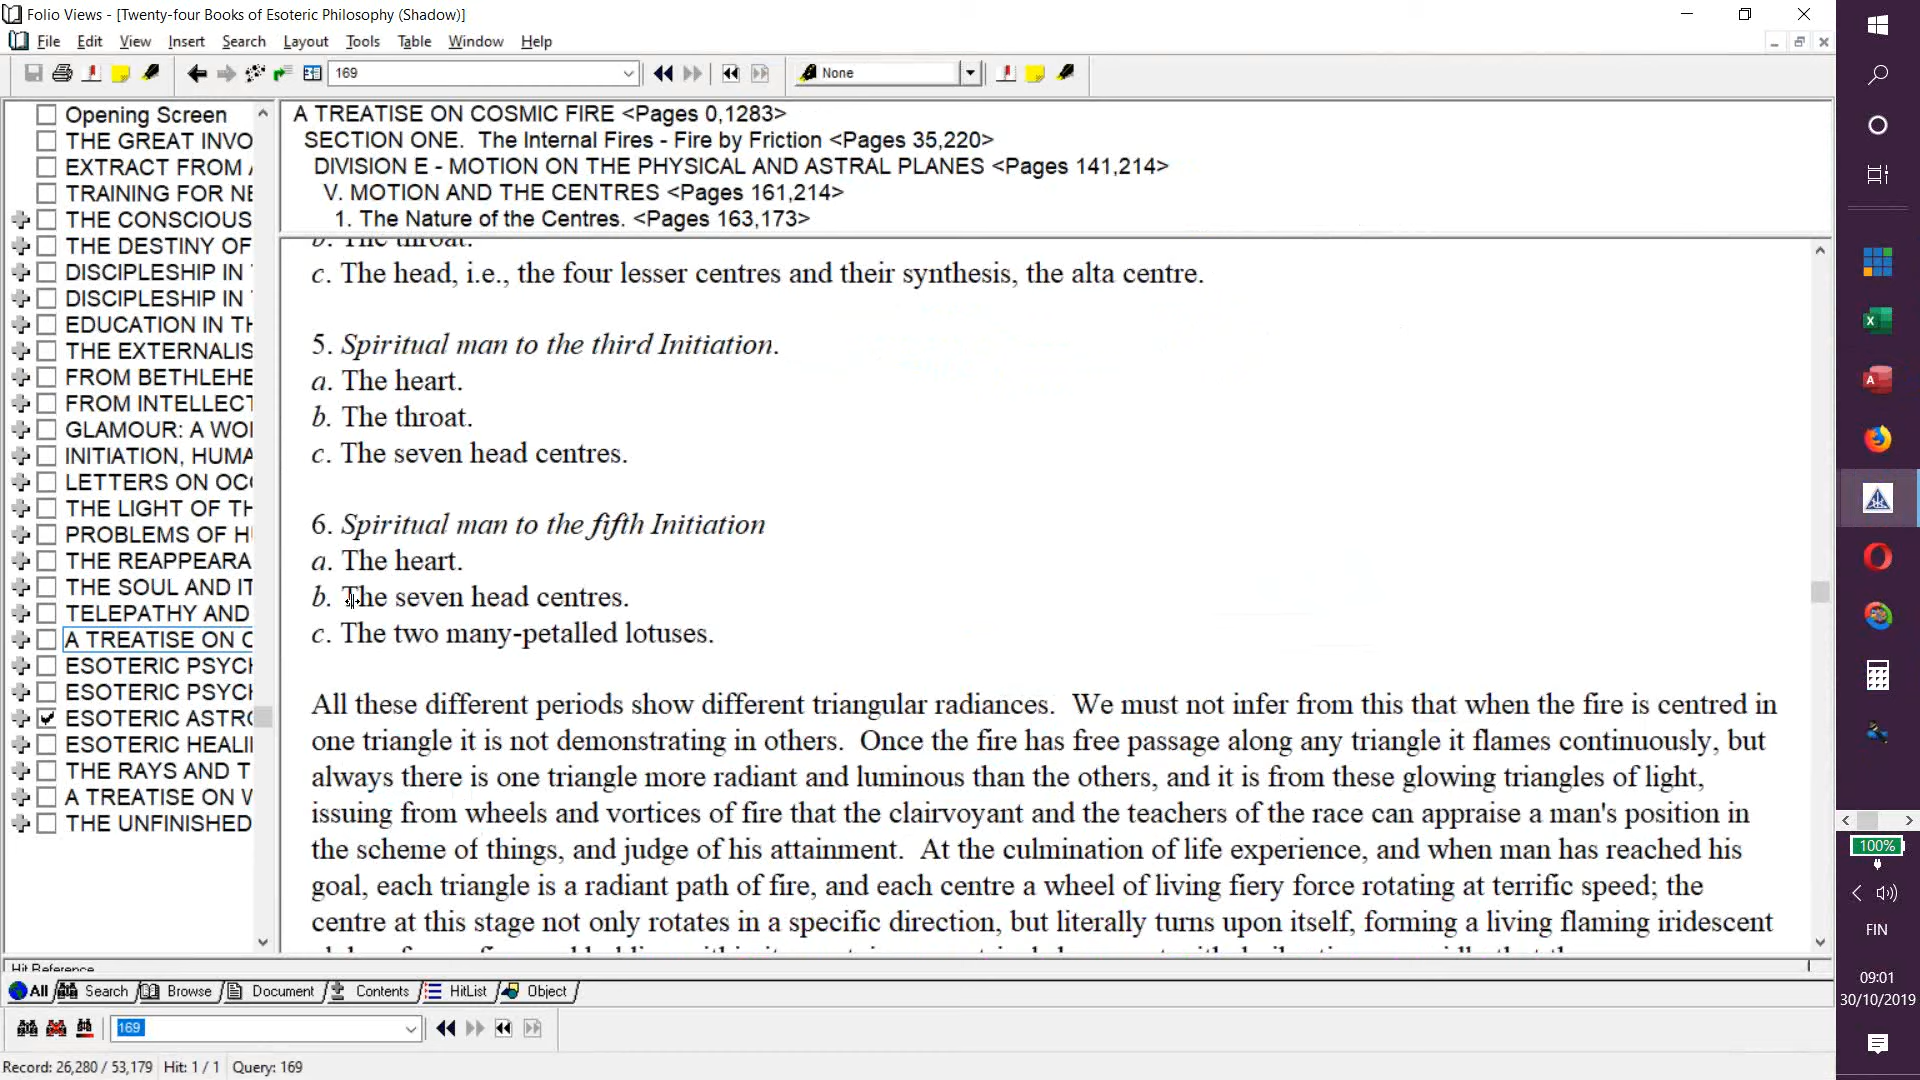 Folio Views - [Twenty-four Books of Esoteric Philosophy (Shadow)]
File Edit View Insert Search Layout Tools Table Window Help
169
None
Opening Screen
THE GREAT INVO
EXTRACT FROM
TRAINING FOR NE
THE CONSCIOUS
THE DESTINY OF
DISCIPLESHIP IN
DISCIPLESHIP IN
EDUCATION IN TH
THE EXTERNALIS
FROM BETHLEHE
FROM INTELLECT
GLAMOUR: A WO
INITIATION, HUMA
LETTERS ON OC
THE LIGHT OF TH
PROBLEMS OF H
THE REAPPEARA
THE SOUL AND IT
TELEPATHY AND
A TREATISE ON C
ESOTERIC PSYC
ESOTERIC PSYC
ESOTERIC ASTR
ESOTERIC HEALI
THE RAYS AND T
A TREATISE ON
THE UNFINISHED
A TREATISE ON COSMIC FIRE <Pages 0,1283>
SECTION ONE. The Internal Fires - Fire by Friction <Pages 35,220>
DIVISION E - MOTION ON THE PHYSICAL AND ASTRAL PLANES <Pages 141,214>
V. MOTION AND THE CENTRES <Pages 161,214>
1. The Nature of the Centres. <Pages 163,173>
b. The throat.
c. The head, i.e., the four lesser centres and their synthesis, the alta centre.
5. Spiritual man to the third Initiation.
a. The heart.
b. The throat.
c. The seven head centres.
6. Spiritual man to the fifth Initiation
a. The heart.
b. The seven head centres.
c. The two many-petalled lotuses.
All these different periods show different triangular radiances. We must not infer from this that when the fire is centred in
one triangle it is not demonstrating in others. Once the fire has free passage along any triangle it flames continuously, but
always there is one triangle more radiant and luminous than the others, and it is from these glowing triangles of light,
issuing from wheels and vortices of fire that the clairvoyant and the teachers of the race can appraise a man's position in
the scheme of things, and judge of his attainment. At the culmination of life experience, and when man has reached his
goal, each triangle is a radiant path of fire, and each centre a wheel of living fiery force rotating at terrific speed; the
centre at this stage not only rotates in a specific direction, but literally turns upon itself, forming a living flaming iridescent
Hit Reference
All Search Browse Document Contents HitList Object
169
Record: 26,280 / 53,179 Hit: 1 / 1 Query: 169
100%
FIN
09:01
30/10/2019